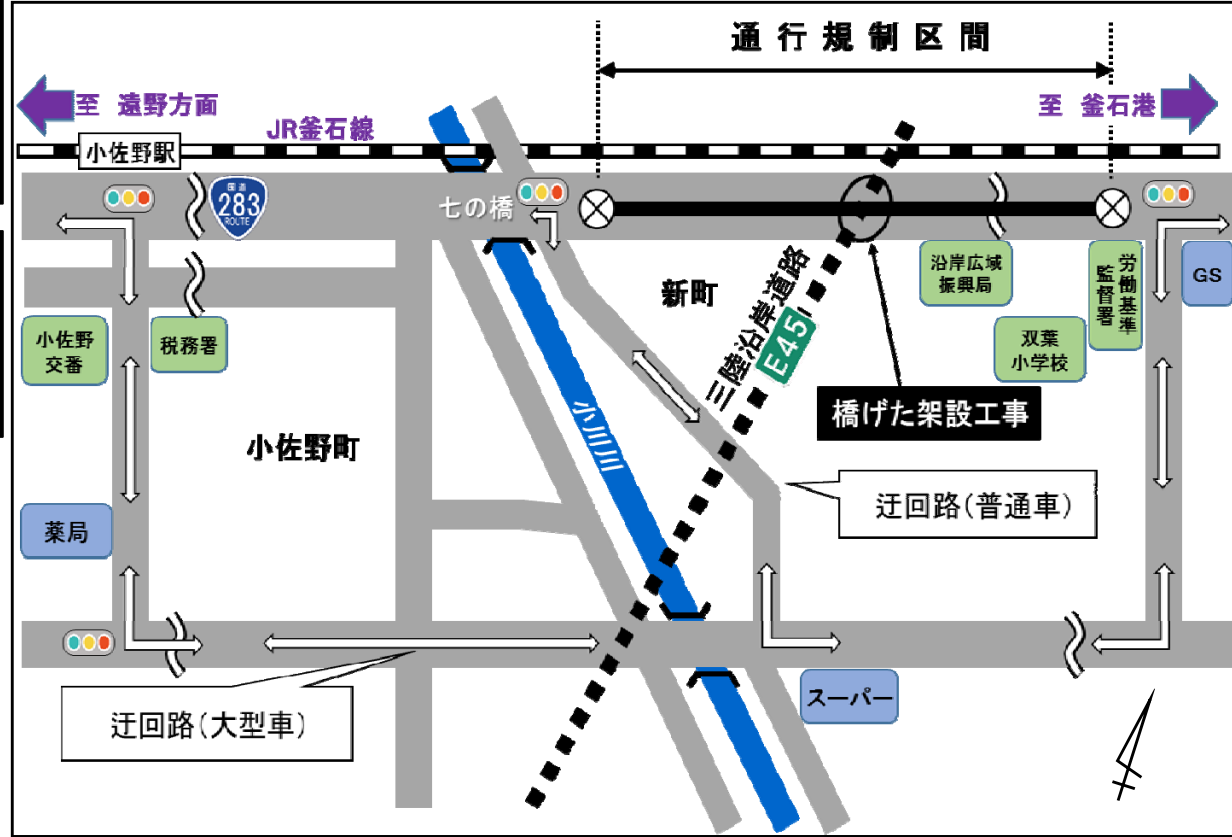 通行規制区間
至 遠野方面
至 釜石港
JR釜石線
小佐野駅
国道
283
ROUTE
七の橋
沿岸広域
振興局
労働基準
監督署
GS
新町
三陸沿岸道路
E45
小佐野
交番
税務署
双葉
小学校
橋げた架設工事
小川川
小佐野町
迂回路(普通車)
薬局
スーパー
迂回路(大型車)